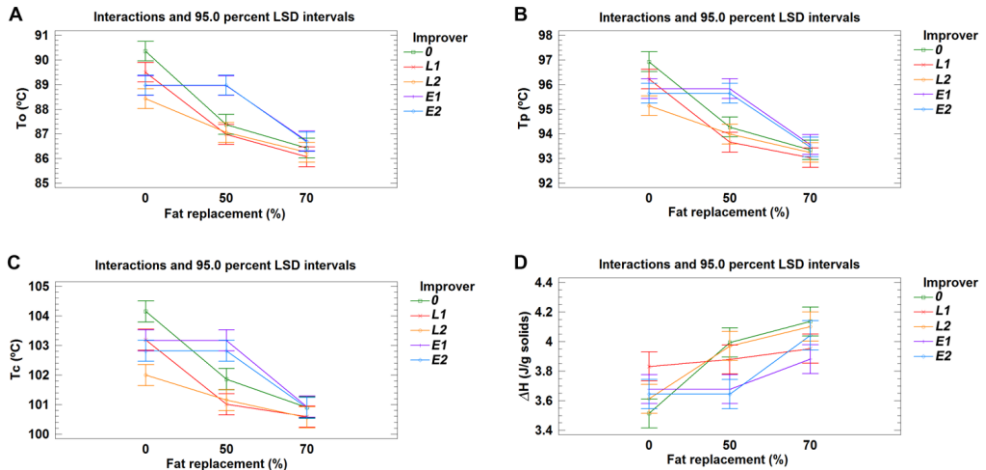 A
Interactions and 95.0 percent LSD intervals
To (ºC)
91
90
89
88
87
86
85
0
50
70
Fat replacement (%)
Improver
0
L1
L2
E1
E2
B
Interactions and 95.0 percent LSD intervals
Tp (ºC)
98
97
96
95
94
93
92
0
50
70
Fat replacement (%)
Improver
0
L1
L2
E1
E2
C
Interactions and 95.0 percent LSD intervals
Tc (ºC)
105
104
103
102
101
100
0
50
70
Fat replacement (%)
Improver
0
L1
L2
E1
E2
D
Interactions and 95.0 percent LSD intervals
ΔH (J/g solids)
4.4
4.2
4
3.8
3.6
3.4
0
50
70
Fat replacement (%)
Improver
0
L1
L2
E1
E2